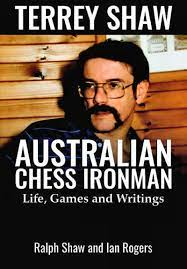 TERREY SHAW
AUSTRALIAN
CHESS IRONMAN
Life, Games and Writings
Ralph Shaw and Ian Rogers